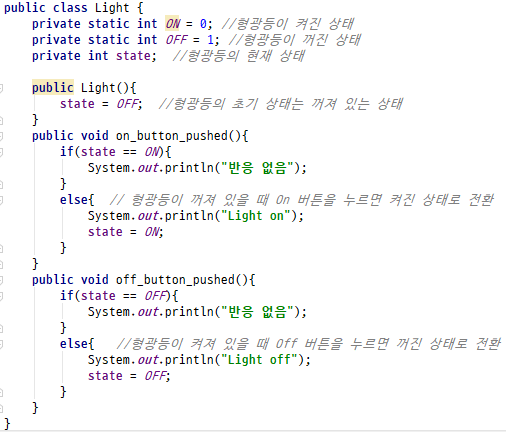 public class Light {
    private static int ON = 0; //형광등이 켜진 상태
    private static int OFF = 1; //형광등이 꺼진 상태
    private int state;  //형광등의 현재 상태

    public Light(){
        state = OFF;  //형광등의 초기 상태는 꺼져 있는 상태
    }
    public void on_button_pushed(){
        if(state == ON){
            System.out.println("반응 없음");
        }
        else{  // 형광등이 꺼져 있을 때 On 버튼을 누르면 켜진 상태로 전환
            System.out.println("Light on");
            state = ON;
        }
    }
    public void off_button_pushed(){
        if(state == OFF){
            System.out.println("반응 없음");
        }
        else{   //형광등이 켜져 있을 때 Off 버튼을 누르면 꺼진 상태로 전환
            System.out.println("Light off");
            state = OFF;
        }
    }
}